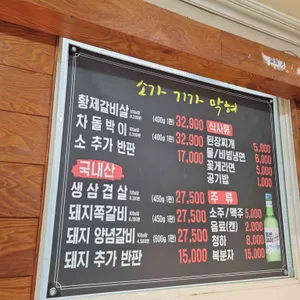 소가 기가 막혀
황제갈비살 (400g 1판) 32,900
차돌박이 (400g 1판) 32,900
소 추가 반판 17,000
국내산
생삼겹살 (450g 1판) 27,500
돼지쪽갈비 (450g 1판) 27,500
돼지 양념갈비 (600g 1판) 27,500
돼지 추가 반판 15,000
식사류
된장찌개 5,000
물/비빔냉면 6,000
꽃게라면 5,000
공기밥 1,000
주류
소주/맥주 5,000
음료(캔) 2,000
청하 8,000
복분자 15,000